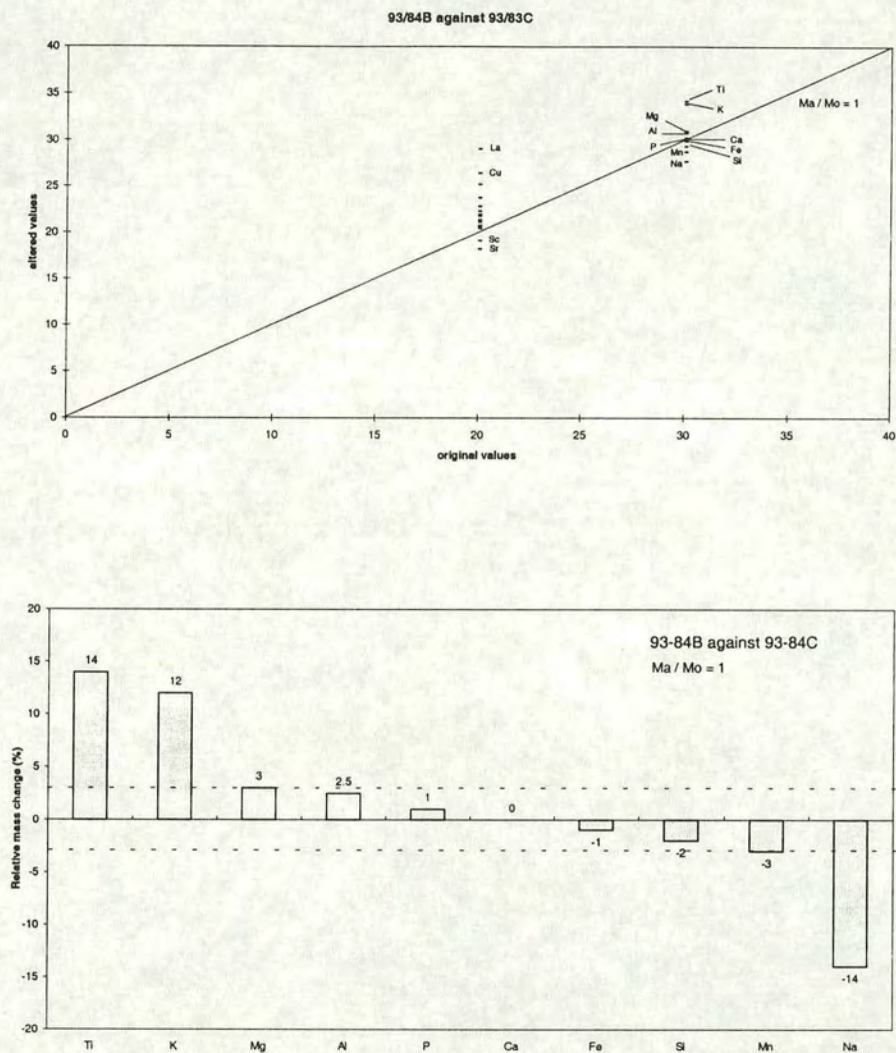 93/84B against 93/83C
40
35
30
25
20
15
10
5
0
altered values
Ti
K
Ma / Mo = 1
Mg
Al
P
Mn
Na
Ca
Fe
Si
La
Cu
Sc
Sr
0 5 10 15 20 25 30 35 40
original values
93-84B against 93-84C
Ma / Mo = 1
20
15
10
5
0
-5
-10
-15
-20
Relative mass change (%)
14
12
3
2.5
1
0
-1
-2
-3
-14
Ti K Mg Al P Ca Fe Si Mn Na